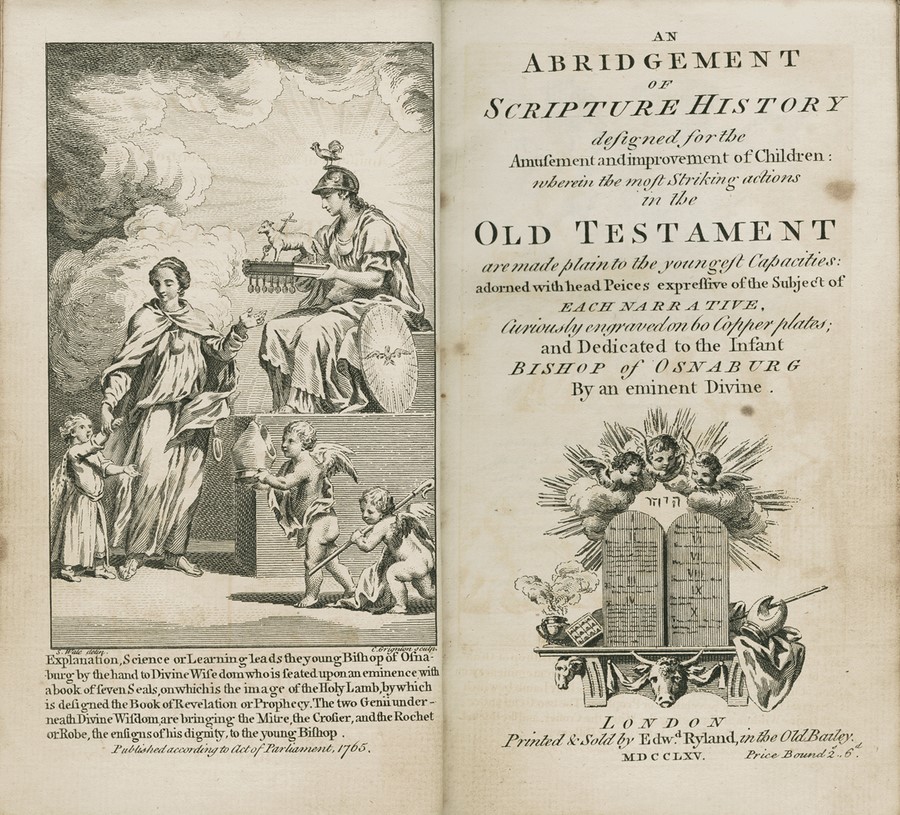 S. Wale delin.
C. Grignion sculp.
Explanation, Science or Learning leads the young Biſhop of Oſna-
burg by the hand to Divine Wiſedom who is ſeated upon an eminence with
a book of ſeven Seals, on which is the image of the Holy Lamb, by which
is deſigned the Book of Revelation or Prophecy. The two Genii under-
neath Divine Wiſdom, are bringing the Mitre, the Croſier, and the Rochet
or Robe, the enſigns of his dignity, to the young Biſhop.
Publiſhed according to Act of Parliament, 1765.
AN
ABRIDGEMENT
OF
SCRIPTURE HISTORY
deſigned for the
Amuſement and improvement of Children:
wherein the moſt Striking actions
in the
OLD TESTAMENT
are made plain to the youngeſt Capacities:
adorned with head Peices expreſſive of the Subject of
EACH NARRATIVE,
Curiouſly engraved on 60 Copper plates;
and Dedicated to the Infant
BISHOP of OSNABURG
By an eminent Divine.
I
V
VI
VII
III
VIII
IV
IX
X
LONDON
Printed & Sold by Edwd. Ryland, in the Old Bailey.
MDCCLXV.
Price Bound 2s. 6d.